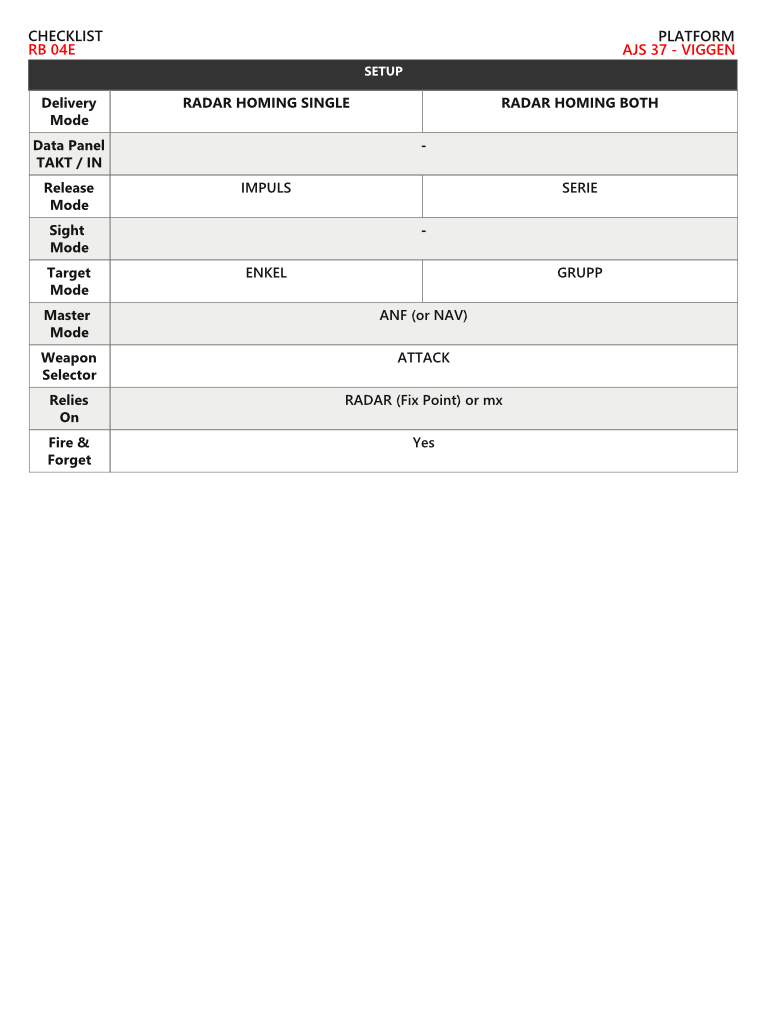 CHECKLIST PLATFORM
RB 04E AJS 37 - VIGGEN
SETUP
Delivery Mode RADAR HOMING SINGLE RADAR HOMING BOTH
Data Panel TAKT / IN -
Release Mode IMPULS SERIE
Sight Mode -
Target Mode ENKEL GRUPP
Master Mode ANF (or NAV)
Weapon Selector ATTACK
Relies On RADAR (Fix Point) or mx
Fire & Forget Yes